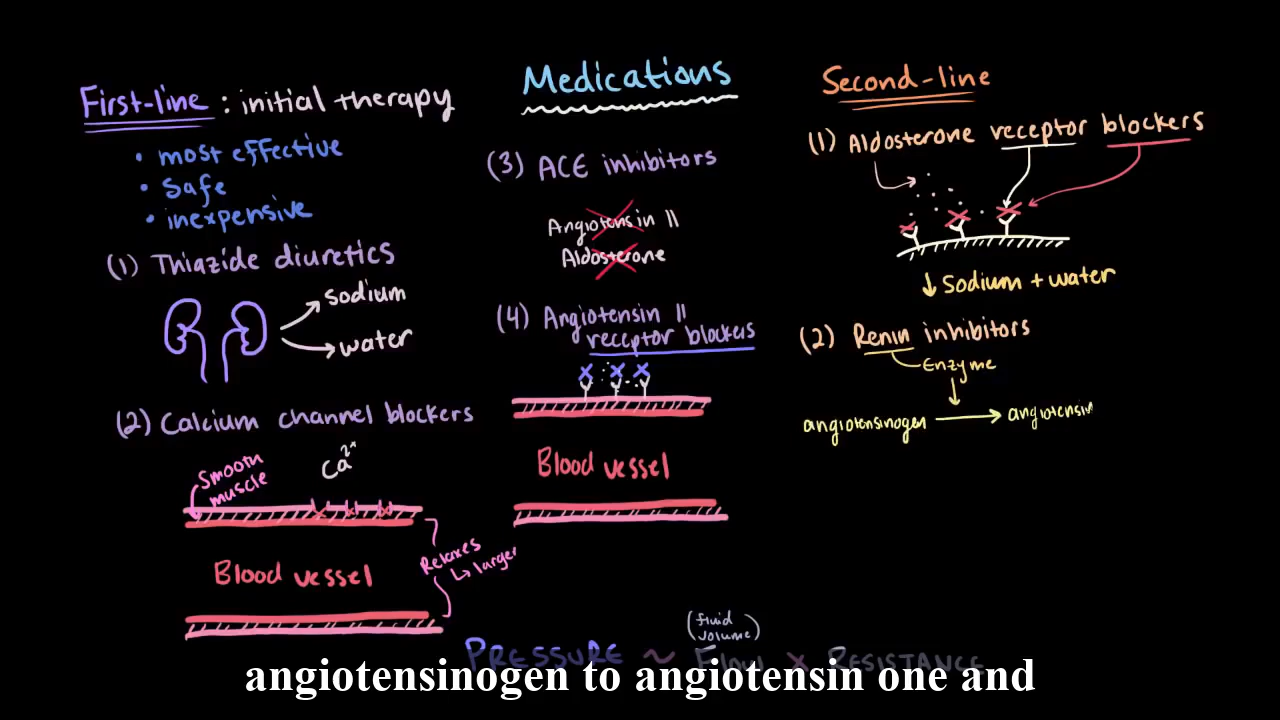 First-line : initial therapy
• most effective
• Safe
• inexpensive
(1) Thiazide diuretics
sodium
water
(2) Calcium channel blockers
Smooth
muscle
Ca²⁺
Blood vessel
Relaxes
↳ larger
Medications
(3) ACE inhibitors
Angiotensin II
Aldosterone
(4) Angiotensin II
receptor blockers
Blood vessel
Second-line
(1) Aldosterone receptor blockers
↓ Sodium + water
(2) Renin inhibitors
Enzyme
angiotensinogen → angiotensin
(fluid
volume)
PRESSURE ~ Flow × RESISTANCE
angiotensinogen to angiotensin one and